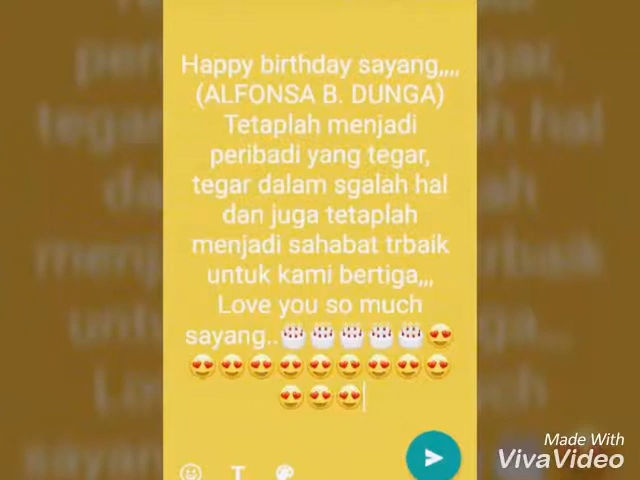 Happy birthday sayang,,,,
(ALFONSA B. DUNGA)
Tetaplah menjadi
peribadi yang tegar,
tegar dalam sgalah hal
dan juga tetaplah
menjadi sahabat trbaik
untuk kami bertiga,,,
Love you so much
sayang..🎂🎂🎂🎂🎂😍
😍😍😍😍😍😍😍😍😍
😍😍😍
T
Made With
VivaVideo